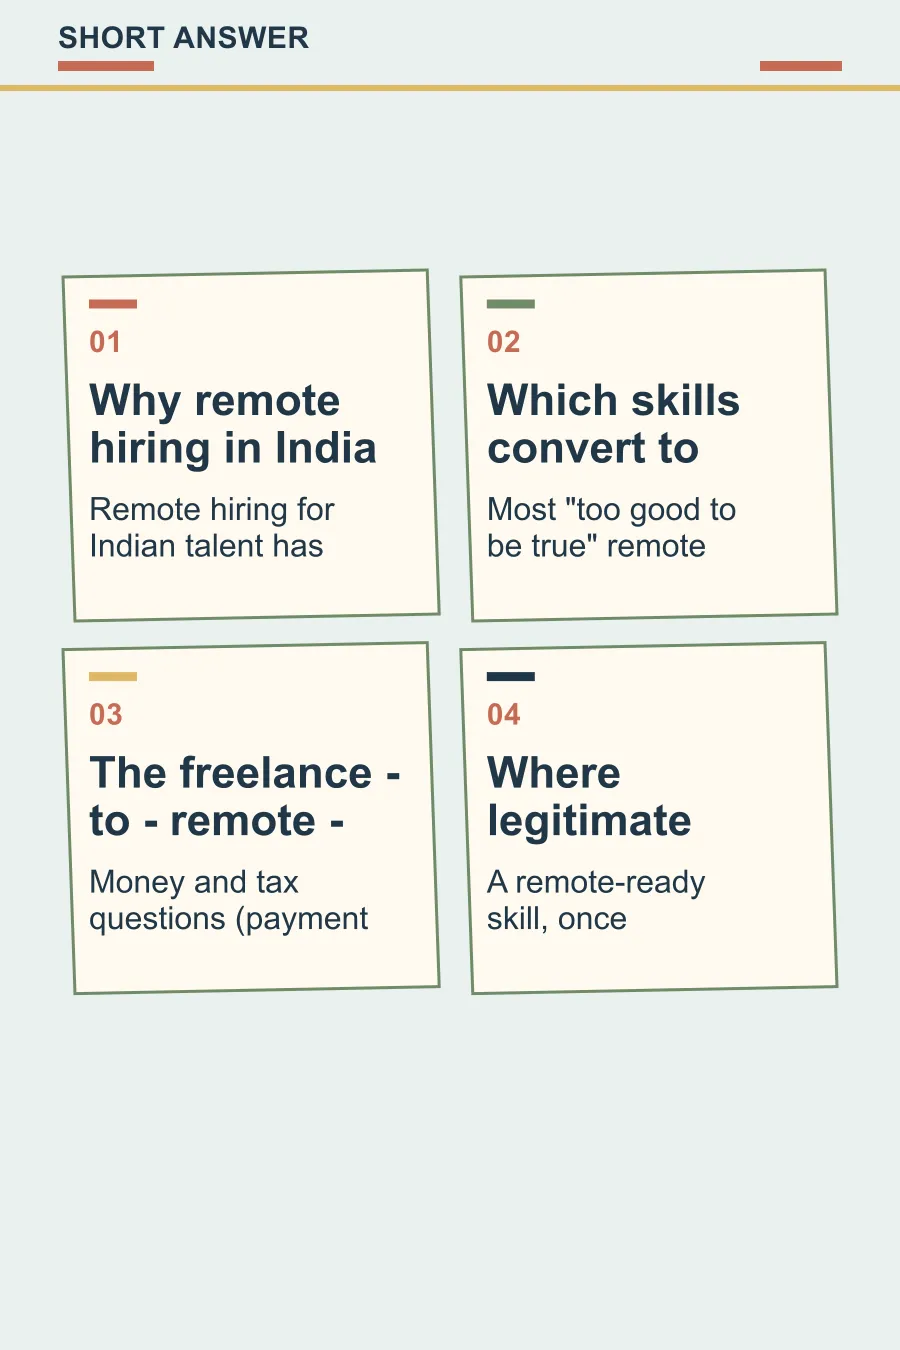 SHORT ANSWER
01
Why remote
hiring in India
Remote hiring for
Indian talent has
02
Which skills
convert to
Most "too good to
be true" remote
03
The freelance -
to - remote -
Money and tax
questions (payment
04
Where
legitimate
A remote-ready
skill, once